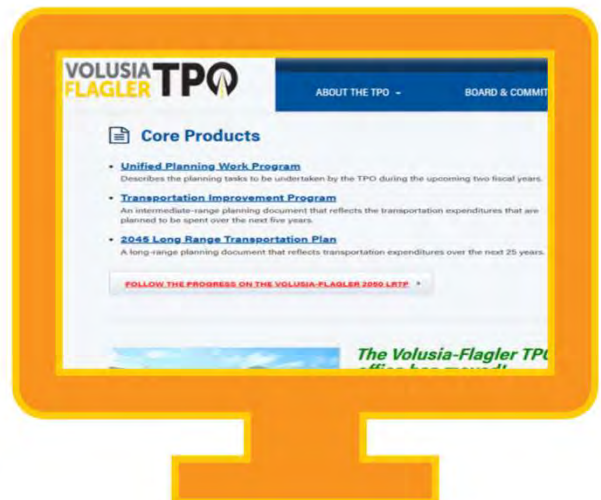 VOLUSIA TPO
FLAGLER
ABOUT THE TPO
BOARD & COMMIT
Core Products
Unified Planning Work Program
Describes the planning tasks to be undertaken by the TPO during the upcoming two fiscal years.
Transportation Improvement Program
An intermediate-range planning document that reflects the transportation expenditures that are
planned to be spent over the next five years.
2045 Long Range Transportation Plan
A long-range planning document that reflects transportation expenditures over the next 25 years.
FOLLOW THE PROGRESS ON THE VOLUSIA-FLAGLER 2050 LRTP
The Volusia-Flagler TPO
office has moved!